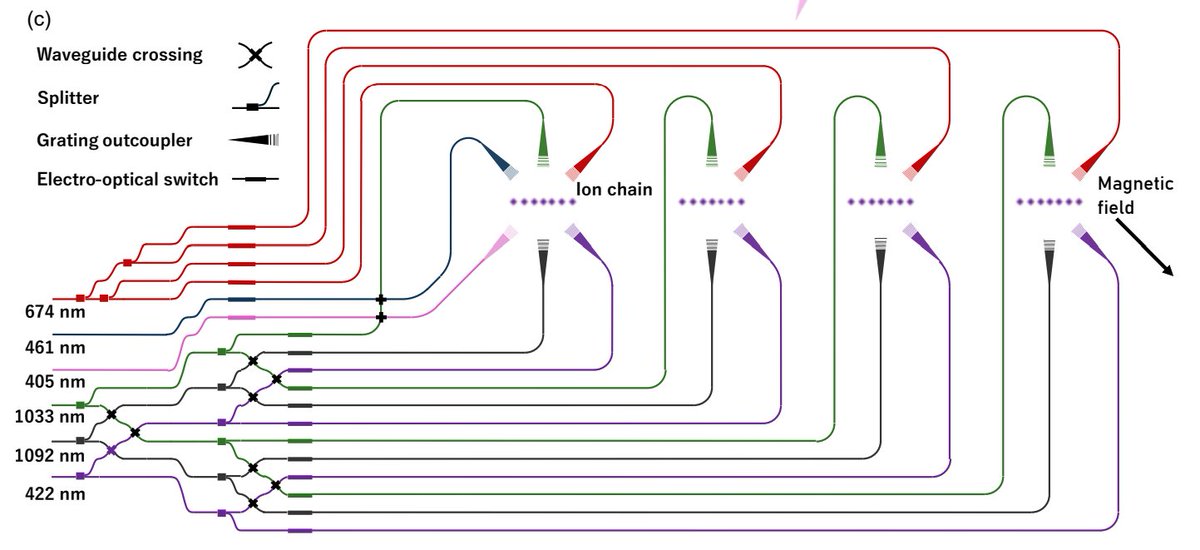 (c)
Waveguide crossing
Splitter
Grating outcoupler
Electro-optical switch
Ion chain
Magnetic
field
674 nm
461 nm
405 nm
1033 nm
1092 nm
422 nm